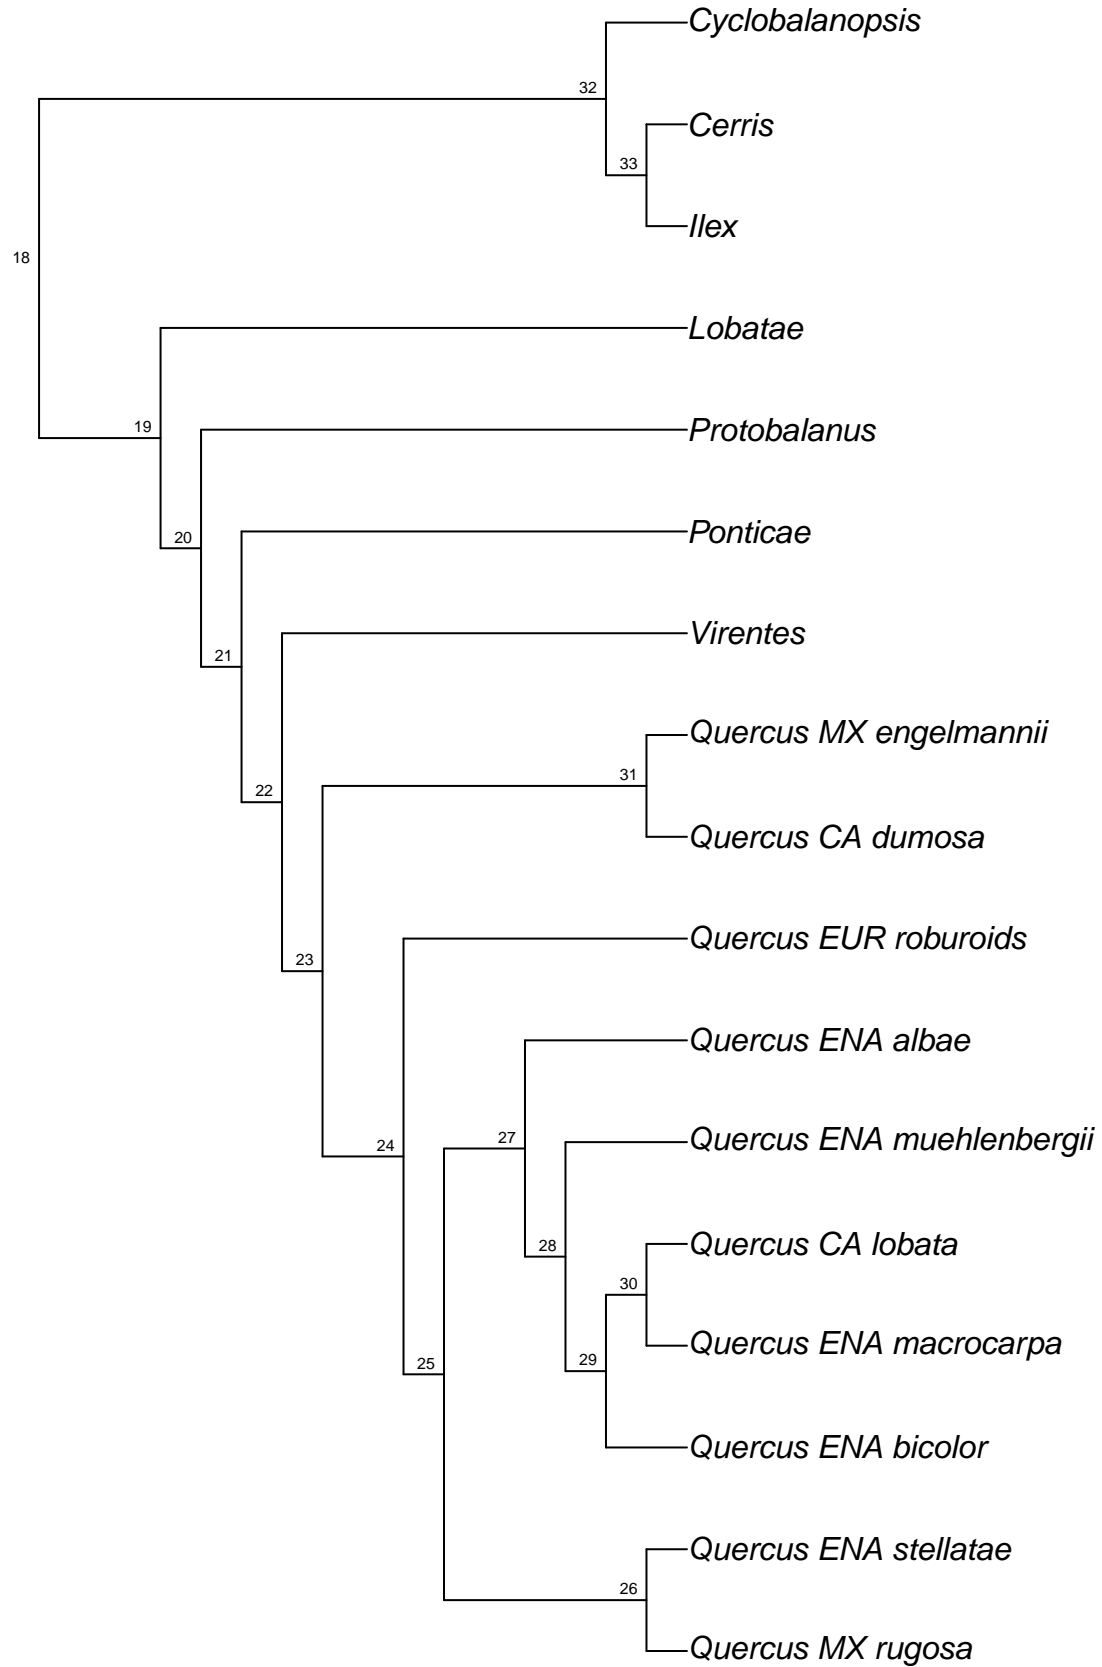 Cyclobalanopsis
32
Cerris
33
Ilex
18
Lobatae
19
Protobalanus
20
Ponticae
Virentes
21
Quercus MX engelmannii
31
22
Quercus CA dumosa
Quercus EUR roburoids
23
Quercus ENA albae
27
Quercus ENA muehlenbergii
24
Quercus CA lobata
28
30
Quercus ENA macrocarpa
29
25
Quercus ENA bicolor
Quercus ENA stellatae
26
Quercus MX rugosa